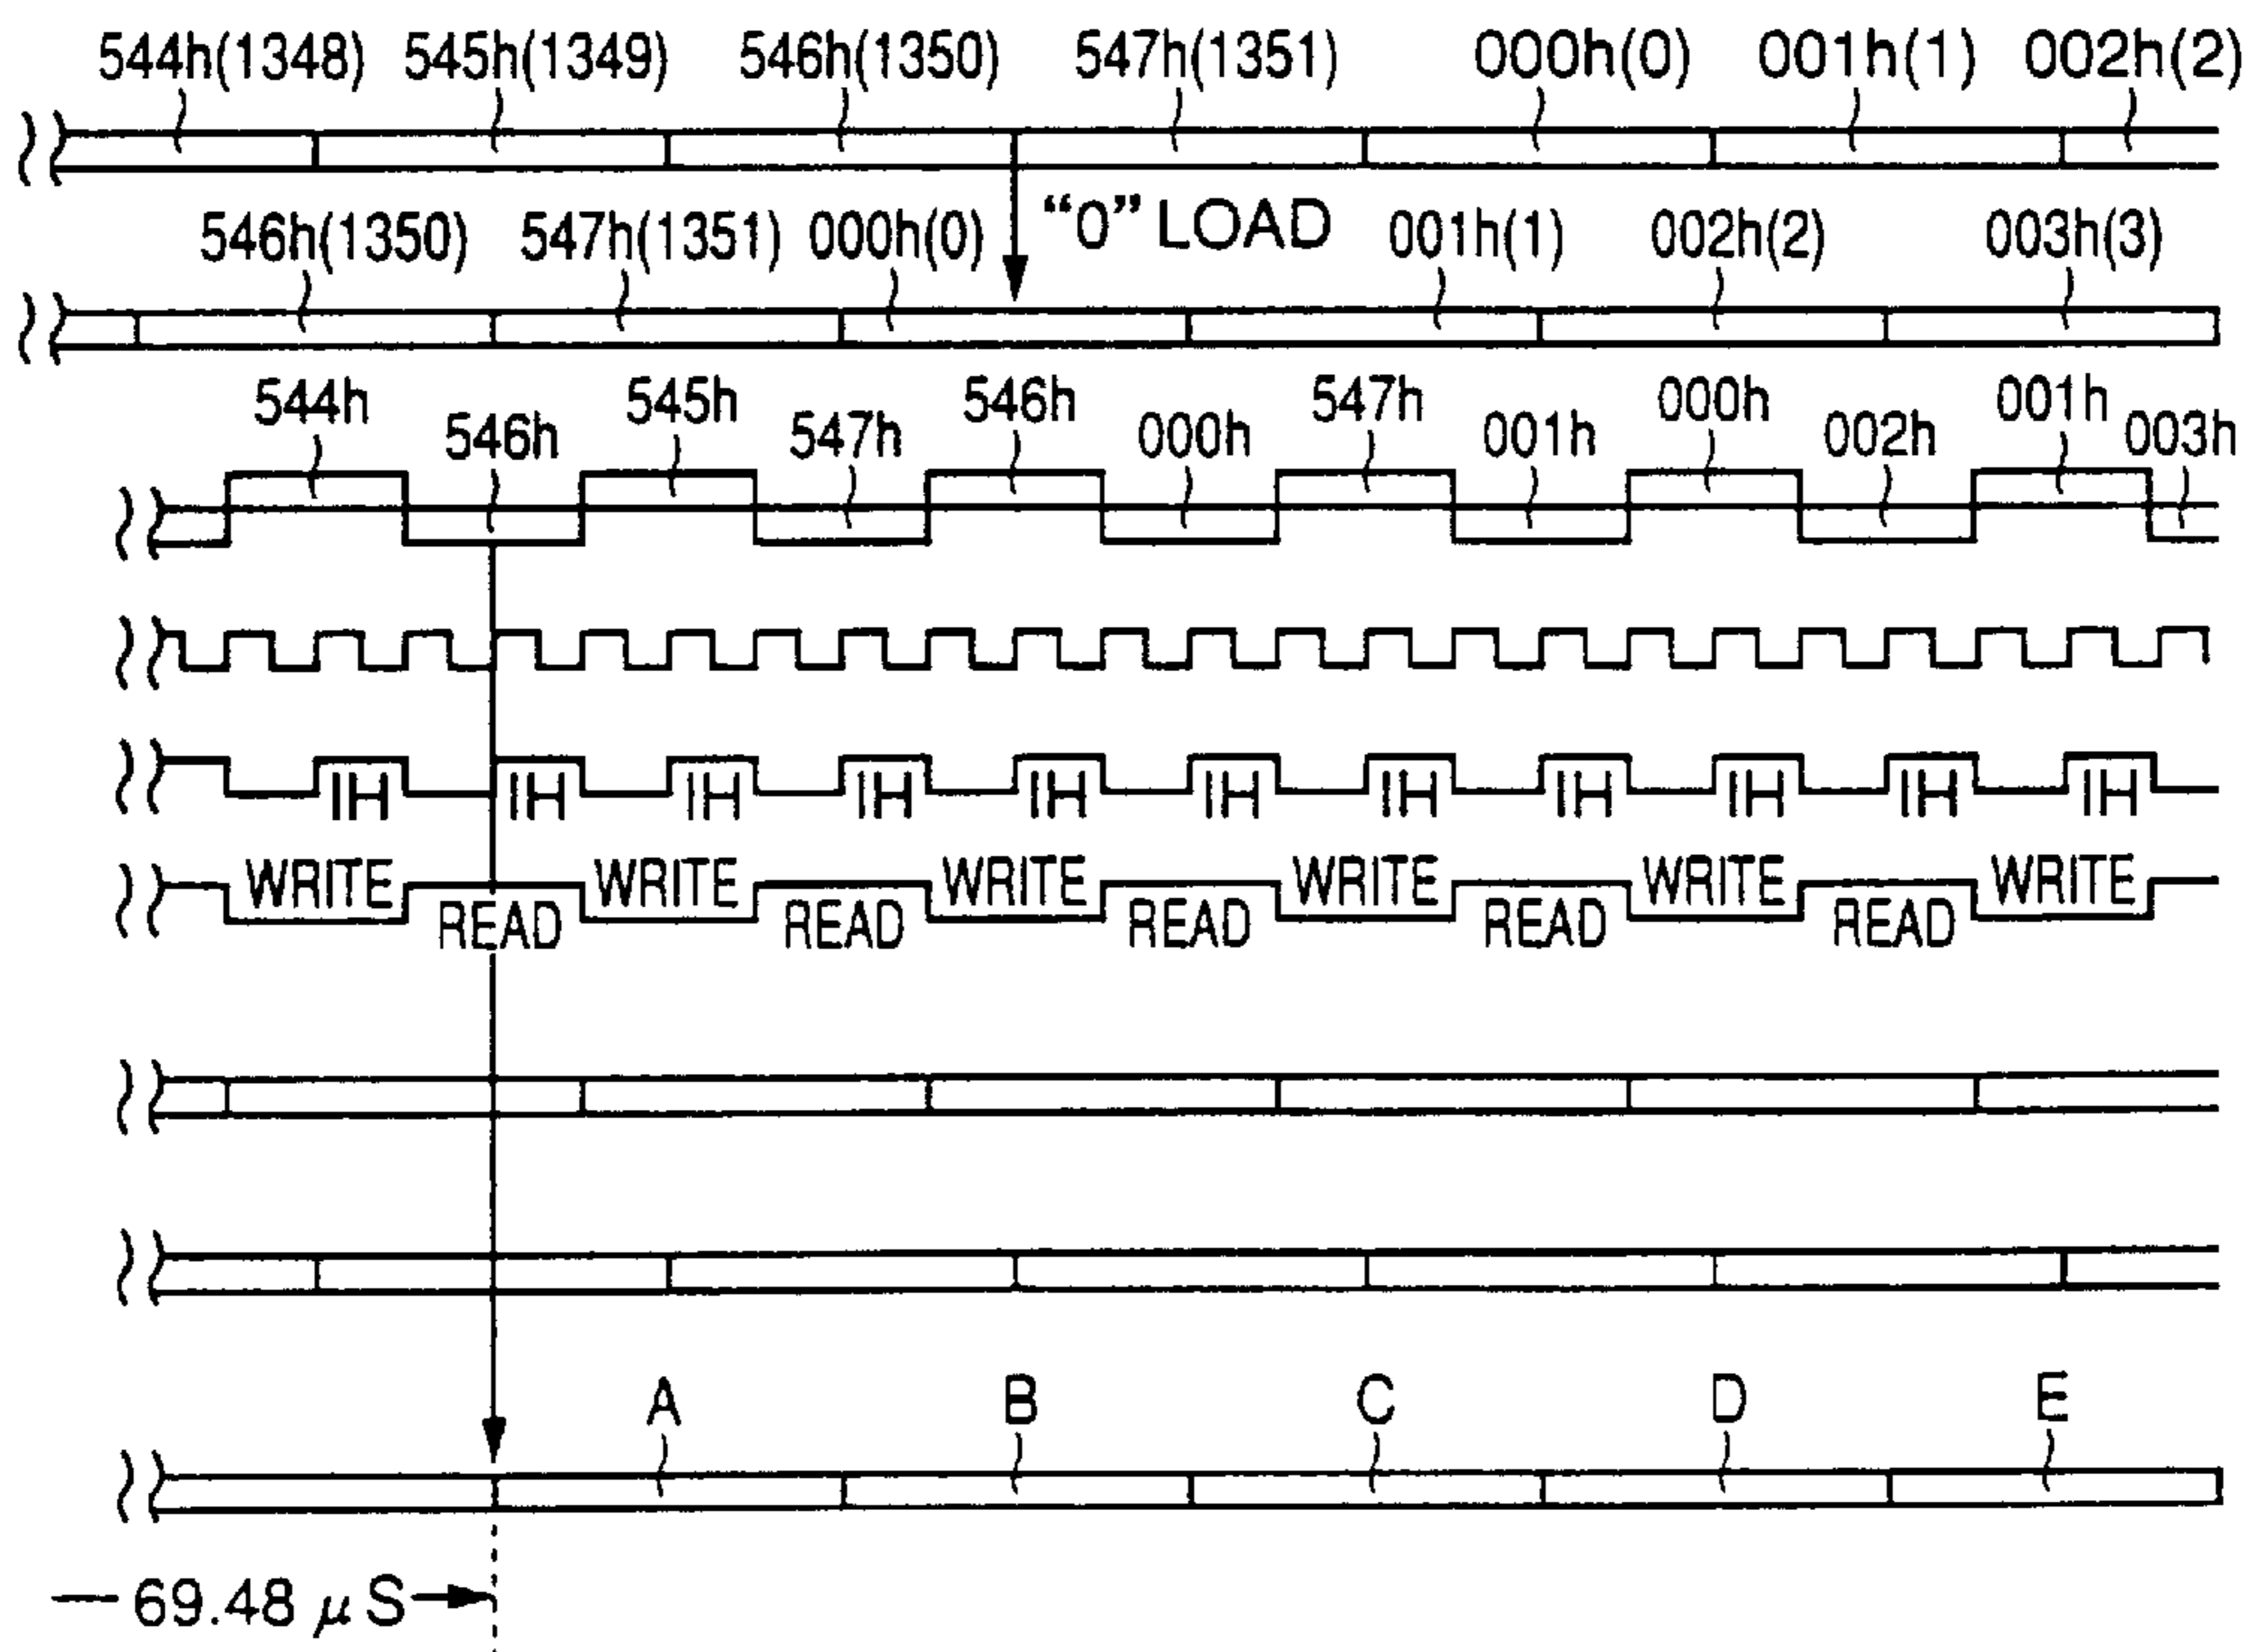 544h(1348) 545h(1349) 546h(1350) 547h(1351) 000h(0) 001h(1) 002h(2)
"0" LOAD
546h(1350) 547h(1351) 000h(0) 001h(1) 002h(2) 003h(3)
544h 546h 545h 547h 546h 000h 547h 001h 000h 002h 001h 003h
IH IH IH IH IH IH IH IH IH IH IH
WRITE WRITE WRITE WRITE WRITE WRITE
READ READ READ READ READ
A B C D E
69.48 μS